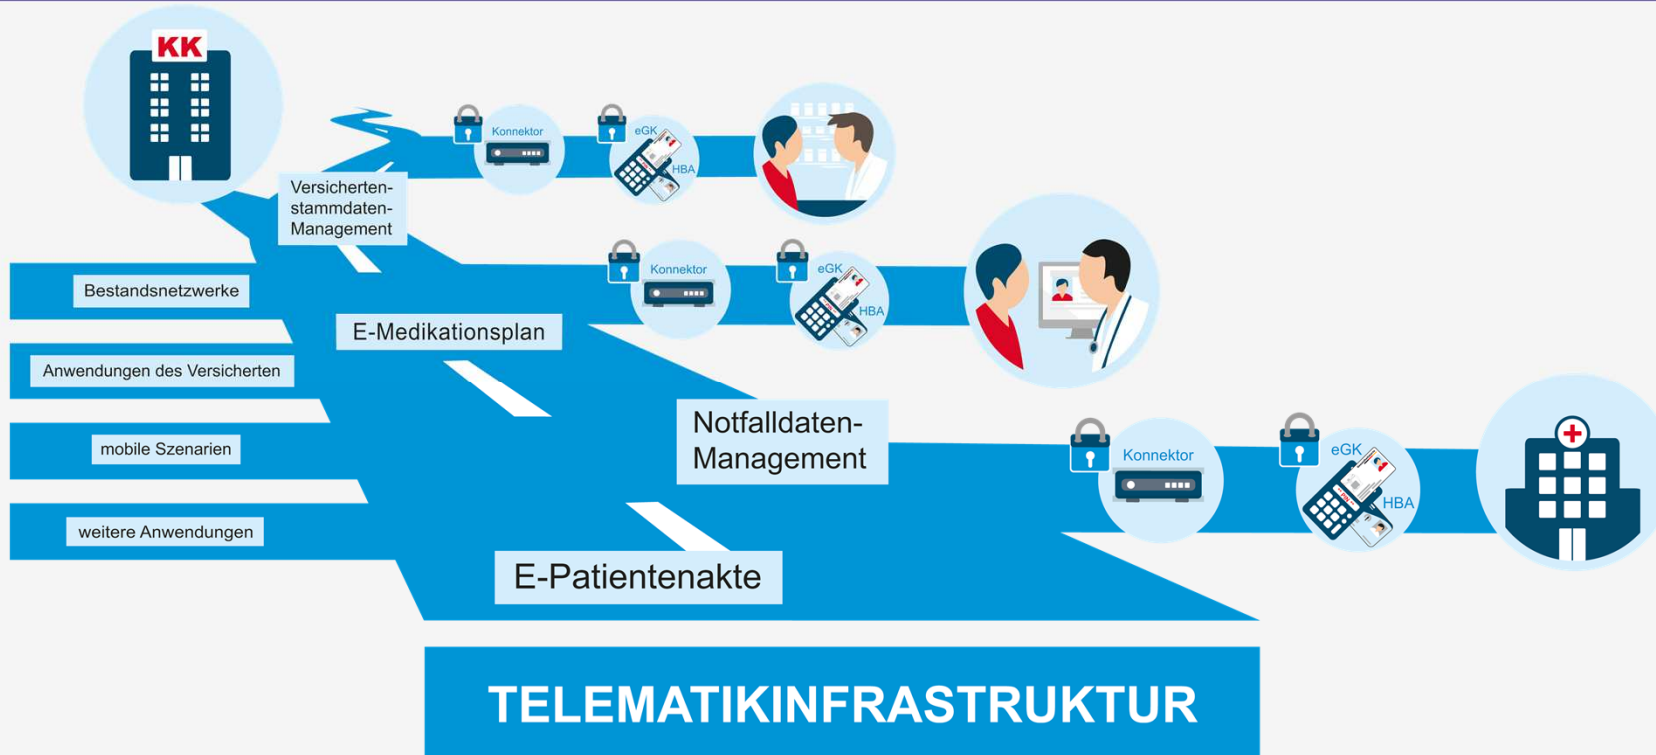 KK
Konnektor
eGK
HBA
Versicherten-
stammdaten-
Management
Konnektor
eGK
HBA
Bestandsnetzwerke
E-Medikationsplan
Anwendungen des Versicherten
Notfalldaten-
Management
mobile Szenarien
Konnektor
eGK
HBA
weitere Anwendungen
E-Patientenakte
TELEMATIKINFRASTRUKTUR